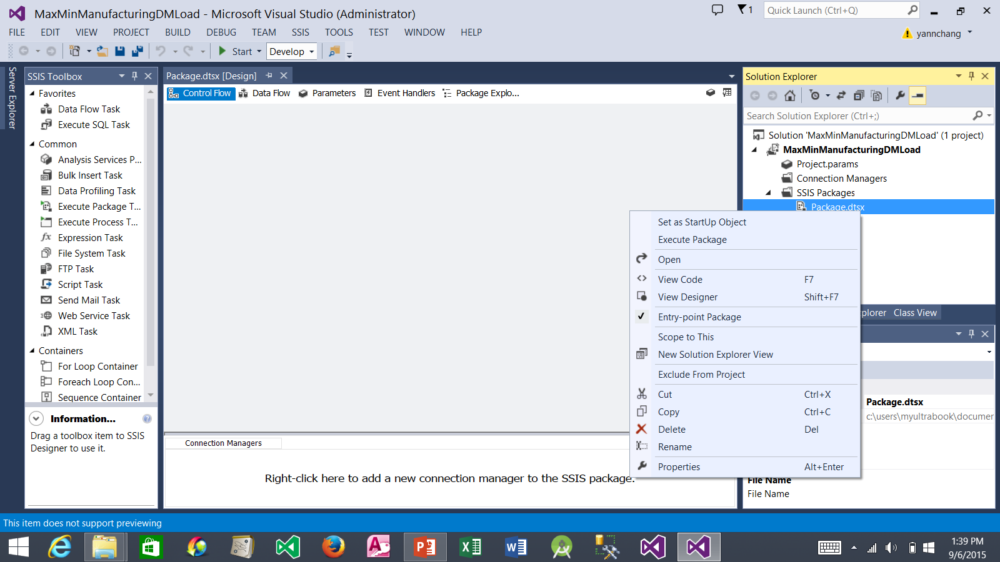 MaxMinManufacturingDMLoad - Microsoft Visual Studio (Administrator)
1
Quick Launch (Ctrl+Q)
FILE EDIT VIEW PROJECT BUILD DEBUG TEAM SSIS TOOLS TEST WINDOW HELP
yannchang
Start
Develop
Server Explorer
SSIS Toolbox
Favorites
Data Flow Task
Execute SQL Task
Common
Analysis Services P...
Bulk Insert Task
Data Profiling Task
Execute Package T...
Execute Process T...
Expression Task
File System Task
FTP Task
Script Task
Send Mail Task
Web Service Task
XML Task
Containers
For Loop Container
Foreach Loop Con...
Sequence Container
Information...
Drag a toolbox item to SSIS
Designer to use it.
Package.dtsx [Design]
Control Flow Data Flow Parameters Event Handlers Package Explo...
Connection Managers
Right-click here to add a new connection manager to the SSIS package.
Solution Explorer
Search Solution Explorer (Ctrl+;)
Solution 'MaxMinManufacturingDMLoad' (1 project)
MaxMinManufacturingDMLoad
Project.params
Connection Managers
SSIS Packages
Package.dtsx
Set as StartUp Object
Execute Package
Open
View Code F7
View Designer Shift+F7
Entry-point Package
Scope to This
New Solution Explorer View
Exclude From Project
Cut Ctrl+X
Copy Ctrl+C
Delete Del
Rename
Properties Alt+Enter
plorer Class View
Package.dtsx
c:\users\myultrabook\documer
File Name
File Name
This item does not support previewing
1:39 PM
9/6/2015